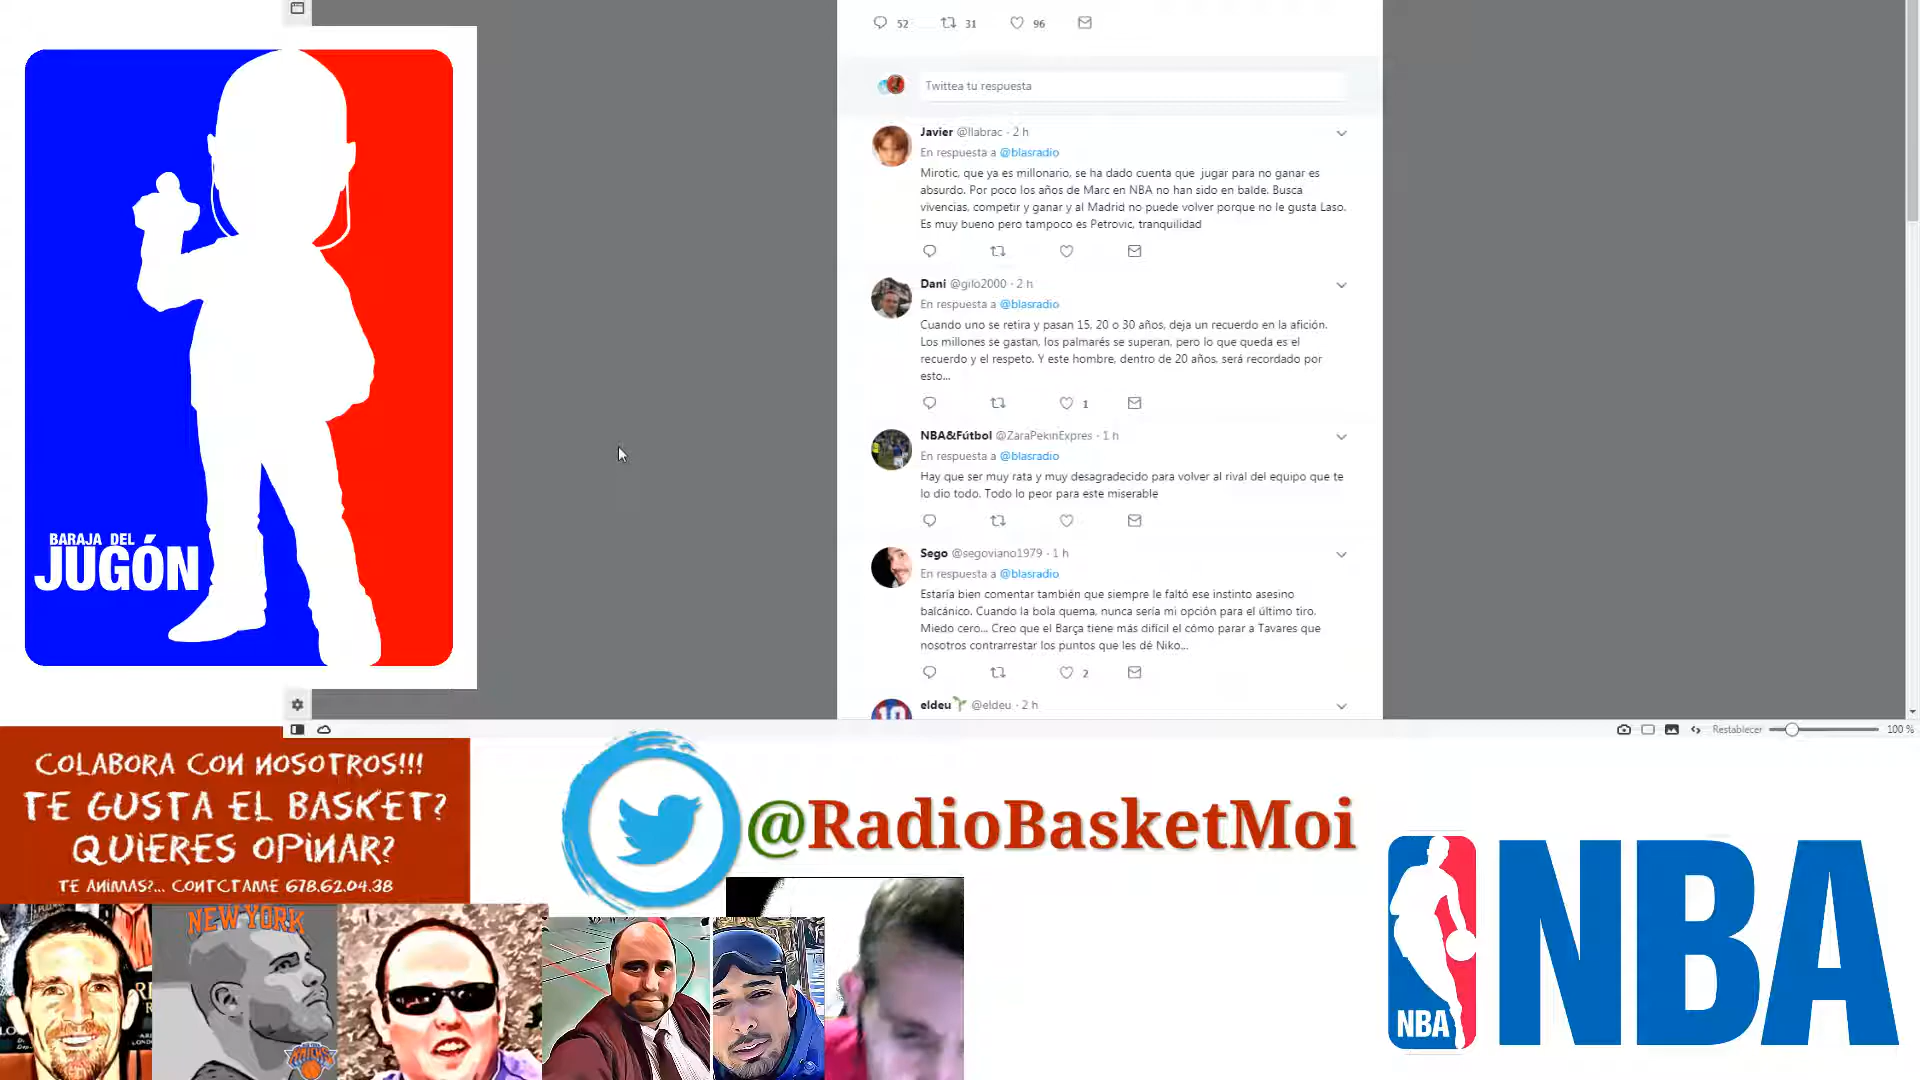 52 31 96
Twittea tu respuesta
Javier @llabrac · 2 h
En respuesta a @blasradio
Mirotic, que ya es millonario, se ha dado cuenta que jugar para no ganar es
absurdo. Por poco los años de Marc en NBA no han sido en balde. Busca
vivencias, competir y ganar y al Madrid no puede volver porque no le gusta Laso.
Es muy bueno pero tampoco es Petrovic, tranquilidad
Dani @gilo2000 · 2 h
En respuesta a @blasradio
Cuando uno se retira y pasan 15, 20 o 30 años, deja un recuerdo en la afición.
Los millones se gastan, los palmarés se superan, pero lo que queda es el
recuerdo y el respeto. Y este hombre, dentro de 20 años, será recordado por
esto...
1
NBA&Fútbol @ZaraPekinExpres · 1 h
En respuesta a @blasradio
Hay que ser muy rata y muy desagradecido para volver al rival del equipo que te
lo dio todo. Todo lo peor para este miserable
Sego @segoviano1979 · 1 h
En respuesta a @blasradio
Estaría bien comentar también que siempre le faltó ese instinto asesino
balcánico. Cuando la bola quema, nunca sería mi opción para el último tiro.
Miedo cero... Creo que el Barça tiene más difícil el cómo parar a Tavares que
nosotros contrarrestar los puntos que les dé Niko...
2
eldeu @eldeu · 2 h
BARAJA DEL
JUGÓN
Restablecer 100 %
COLABORA CON NOSOTROS!!!
TE GUSTA EL BASKET?
QUIERES OPINAR?
TE ANIMAS?... CONTCTAME 678.62.04.38
@RadioBasketMoi
NEW YORK
KNICKS
NBA
NBA